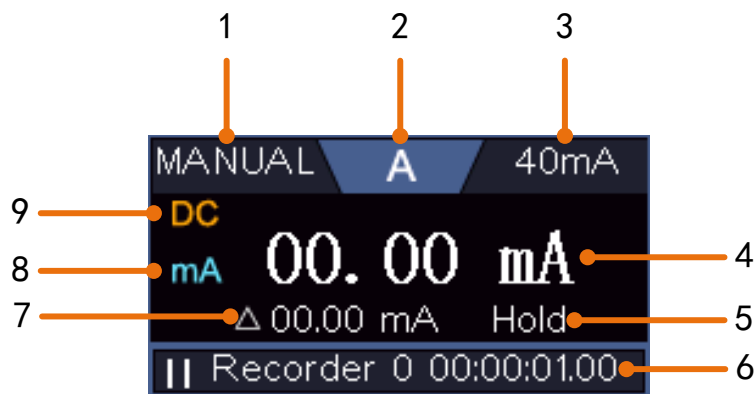 1 2 3
MANUAL A 40mA
9 DC
8 mA 00.00 mA 4
7 △ 00.00 mA Hold 5
|| Recorder 0 00:00:01.00 6